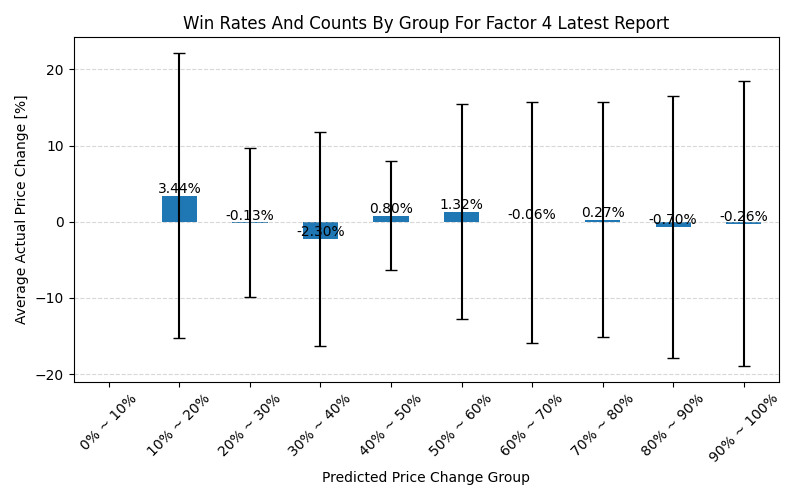 Win Rates And Counts By Group For Factor 4 Latest Report
Average Actual Price Change [%]
20
10
0
−10
−20
3.44%
-0.13%
-2.30%
0.80%
1.32%
-0.06%
0.27%
-0.70%
-0.26%
0% ~ 10%
10% ~ 20%
20% ~ 30%
30% ~ 40%
40% ~ 50%
50% ~ 60%
60% ~ 70%
70% ~ 80%
80% ~ 90%
90% ~ 100%
Predicted Price Change Group